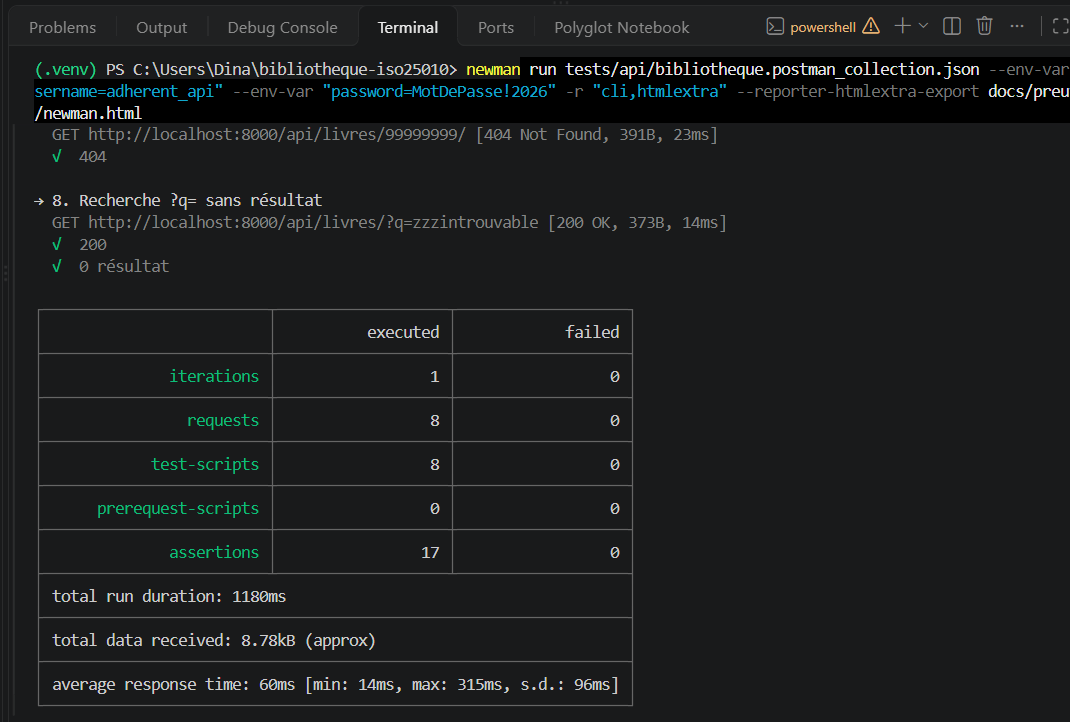 Problems Output Debug Console Terminal Ports Polyglot Notebook powershell
(.venv) PS C:\Users\Dina\bibliotheque-iso25010> newman run tests/api/bibliotheque.postman_collection.json --env-var
sername=adherent_api" --env-var "password=MotDePasse!2026" -r "cli,htmlextra" --reporter-htmlextra-export docs/preu
/newman.html
GET http://localhost:8000/api/livres/99999999/ [404 Not Found, 391B, 23ms]
√ 404
→ 8. Recherche ?q= sans résultat
GET http://localhost:8000/api/livres/?q=zzzintrouvable [200 OK, 373B, 14ms]
√ 200
√ 0 résultat
executed failed
iterations 1 0
requests 8 0
test-scripts 8 0
prerequest-scripts 0 0
assertions 17 0
total run duration: 1180ms
total data received: 8.78kB (approx)
average response time: 60ms [min: 14ms, max: 315ms, s.d.: 96ms]